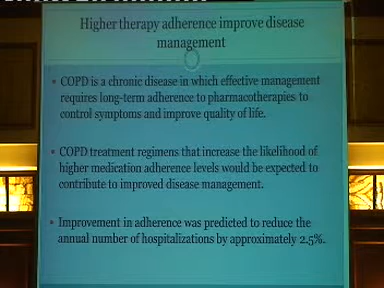 Higher therapy adherence improve disease
management
• COPD is a chronic disease in which effective management
requires long-term adherence to pharmacotherapies to
control symptoms and improve quality of life.
• COPD treatment regimens that increase the likelihood of
higher medication adherence levels would be expected to
contribute to improved disease management.
• Improvement in adherence was predicted to reduce the
annual number of hospitalizations by approximately 2.5%.